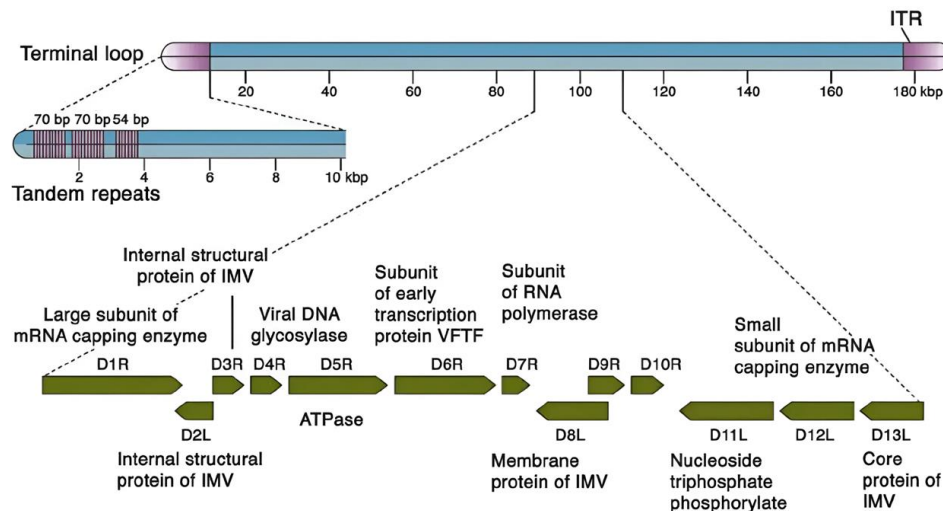 ITR
Terminal loop
20 40 60 80 100 120 140 160 180 kbp
70 bp 70 bp 54 bp
2 4 6 8 10 kbp
Tandem repeats
Internal structural
protein of IMV
Large subunit of
mRNA capping enzyme
Viral DNA
glycosylase
Subunit
of early
transcription
protein VFTF
Subunit
of RNA
polymerase
Small
subunit of mRNA
capping enzyme
D1R D3R D4R D5R D6R D7R D9R D10R
D2L
Internal structural
protein of IMV
ATPase
D8L
Membrane
protein of IMV
D11L
Nucleoside
triphosphate
phosphorylate
D12L
D13L
Core
protein of
IMV